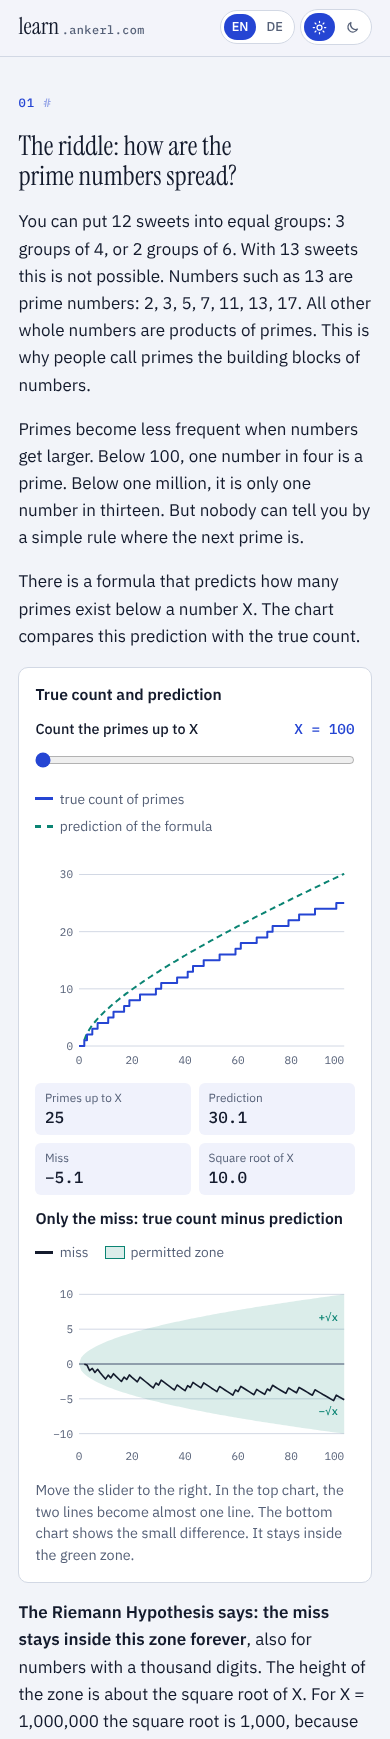 learn .ankerl.com
EN DE
01 #
The riddle: how are the
prime numbers spread?
You can put 12 sweets into equal groups: 3
groups of 4, or 2 groups of 6. With 13 sweets
this is not possible. Numbers such as 13 are
prime numbers: 2, 3, 5, 7, 11, 13, 17. All other
whole numbers are products of primes. This is
why people call primes the building blocks of
numbers.
Primes become less frequent when numbers
get larger. Below 100, one number in four is a
prime. Below one million, it is only one
number in thirteen. But nobody can tell you by
a simple rule where the next prime is.
There is a formula that predicts how many
primes exist below a number X. The chart
compares this prediction with the true count.
True count and prediction
Count the primes up to X X = 100
true count of primes
prediction of the formula
30
20
10
0
0 20 40 60 80 100
Primes up to X
25
Prediction
30.1
Miss
−5.1
Square root of X
10.0
Only the miss: true count minus prediction
miss permitted zone
10
5
0
−5
−10
+√x
−√x
0 20 40 60 80 100
Move the slider to the right. In the top chart, the
two lines become almost one line. The bottom
chart shows the small difference. It stays inside
the green zone.
The Riemann Hypothesis says: the miss
stays inside this zone forever, also for
numbers with a thousand digits. The height of
the zone is about the square root of X. For X =
1,000,000 the square root is 1,000, because